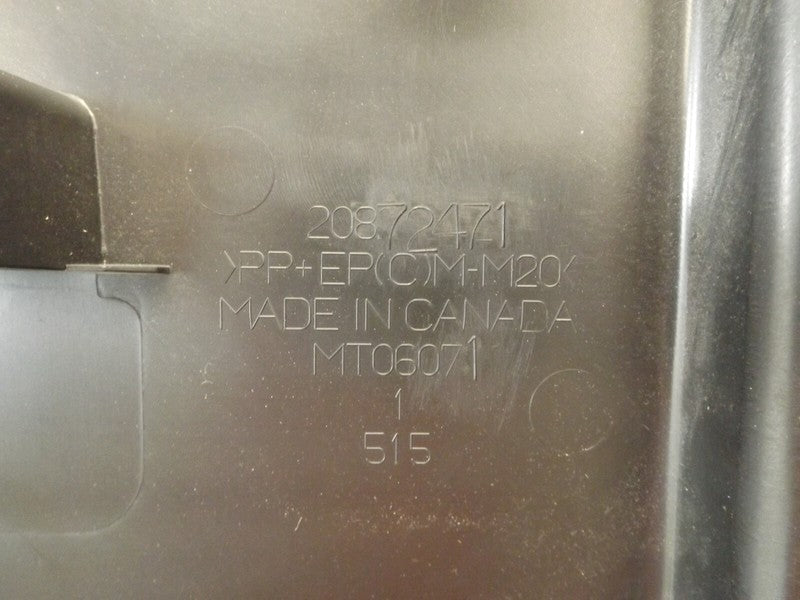 20872471
>PP+EP(C)M-M20<
MADE IN CANADA
MT06071
1
515